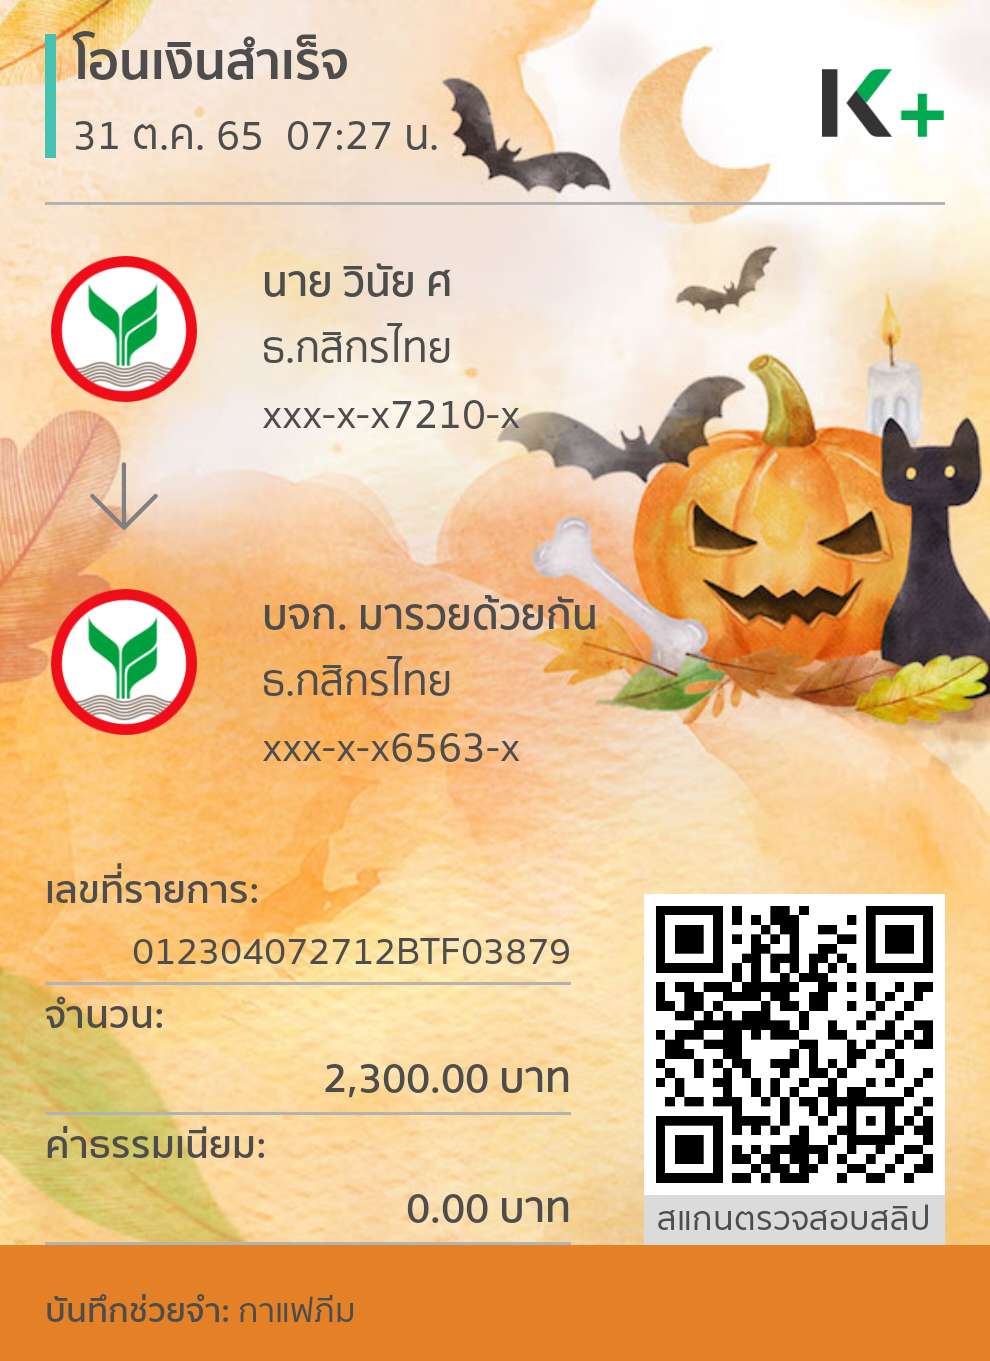 โอนเงินสำเร็จ
31 ต.ค. 65 07:27 น.
K+
นาย วินัย ศ
ธ.กสิกรไทย
xxx-x-x7210-x
บจก. มารวยด้วยกัน
ธ.กสิกรไทย
xxx-x-x6563-x
เลขที่รายการ:
012304072712BTF03879
จำนวน:
2,300.00 บาท
ค่าธรรมเนียม:
0.00 บาท
สแกนตรวจสอบสลิป
บันทึกช่วยจำ: กาแฟภีม